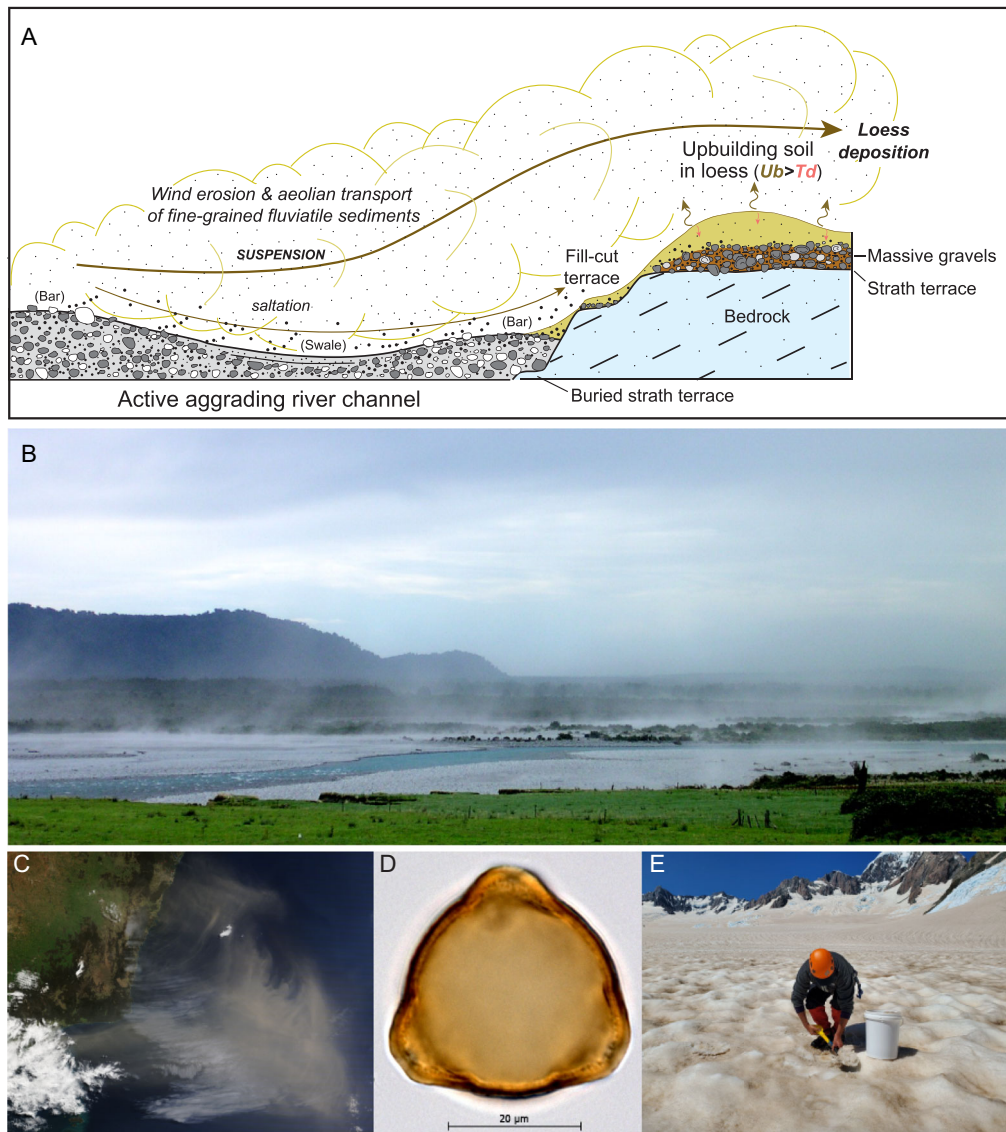 A
Loess
deposition
Upbuilding soil
in loess (Ub>Td)
Wind erosion & aeolian transport
of fine-grained fluviatile sediments
SUSPENSION
Fill-cut
terrace
Massive gravels
Strath terrace
(Bar)
saltation
(Bar)
(Swale)
Bedrock
Active aggrading river channel
Buried strath terrace
B
C
D
E
20 µm